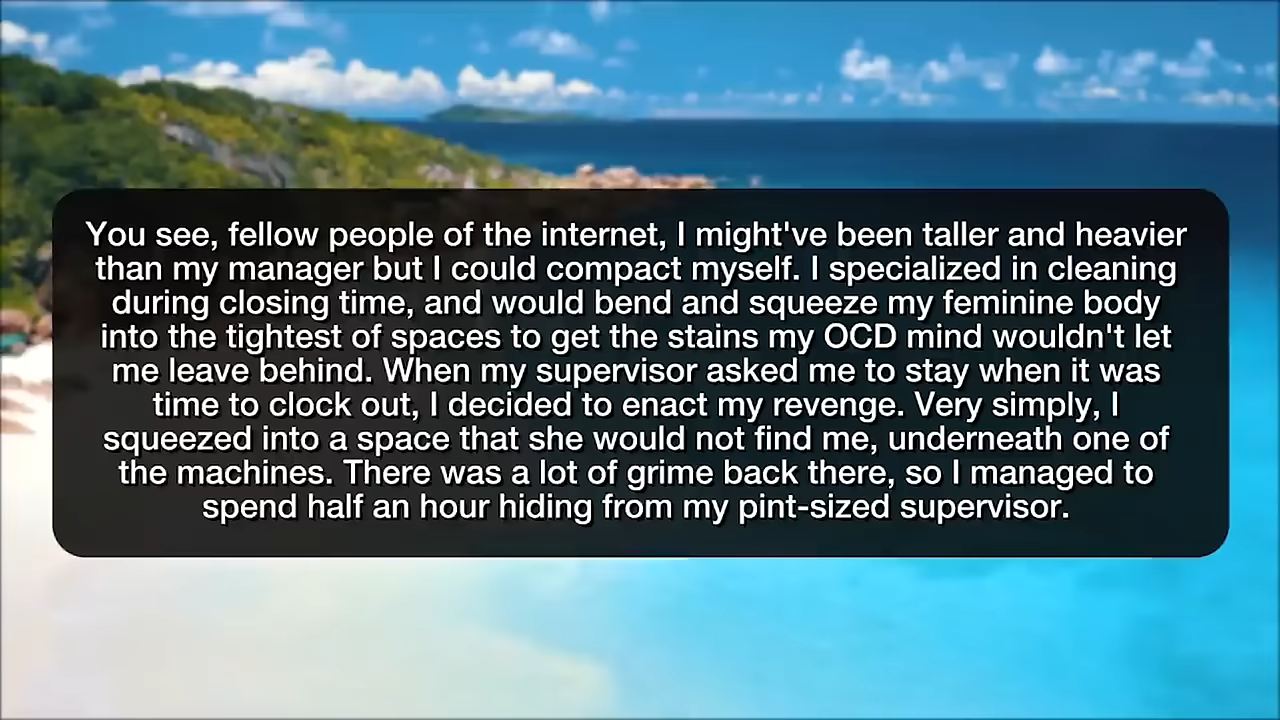 You see, fellow people of the internet, I might've been taller and heavier
than my manager but I could compact myself. I specialized in cleaning
during closing time, and would bend and squeeze my feminine body
into the tightest of spaces to get the stains my OCD mind wouldn't let
me leave behind. When my supervisor asked me to stay when it was
time to clock out, I decided to enact my revenge. Very simply, I
squeezed into a space that she would not find me, underneath one of
the machines. There was a lot of grime back there, so I managed to
spend half an hour hiding from my pint-sized supervisor.